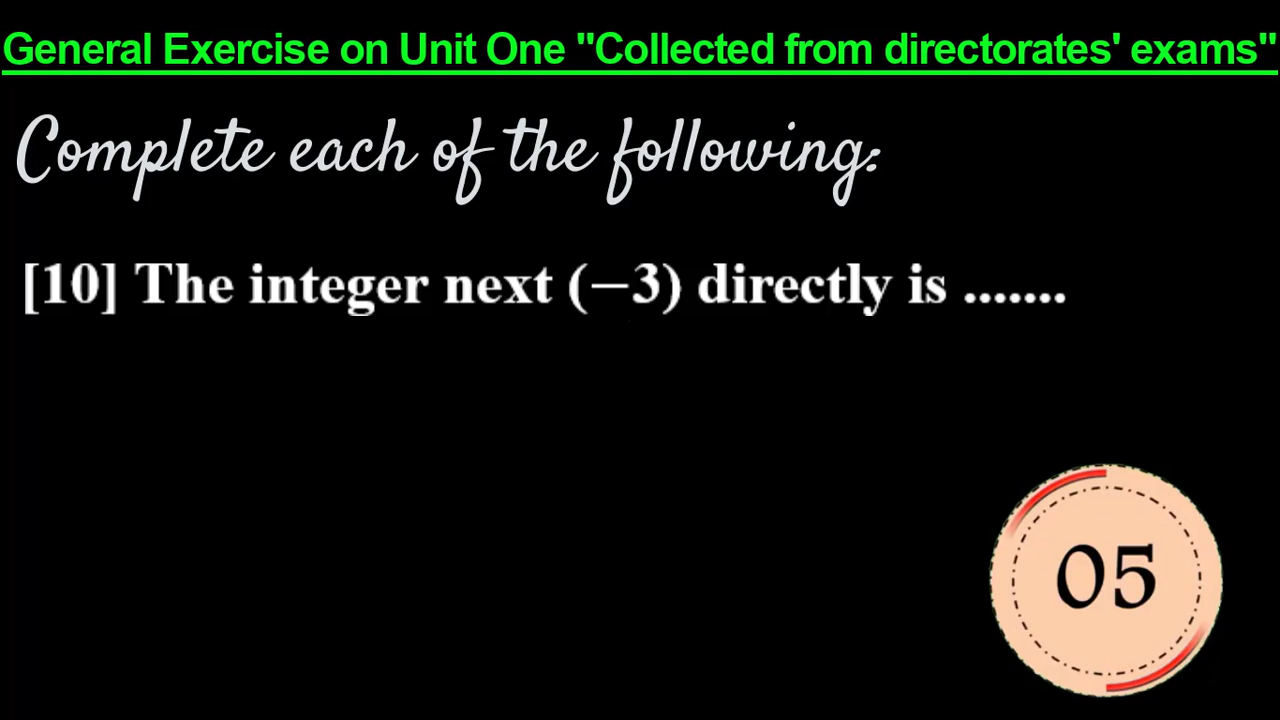 General Exercise on Unit One "Collected from directorates' exams"
Complete each of the following:
[10] The integer next (−3) directly is .......
05